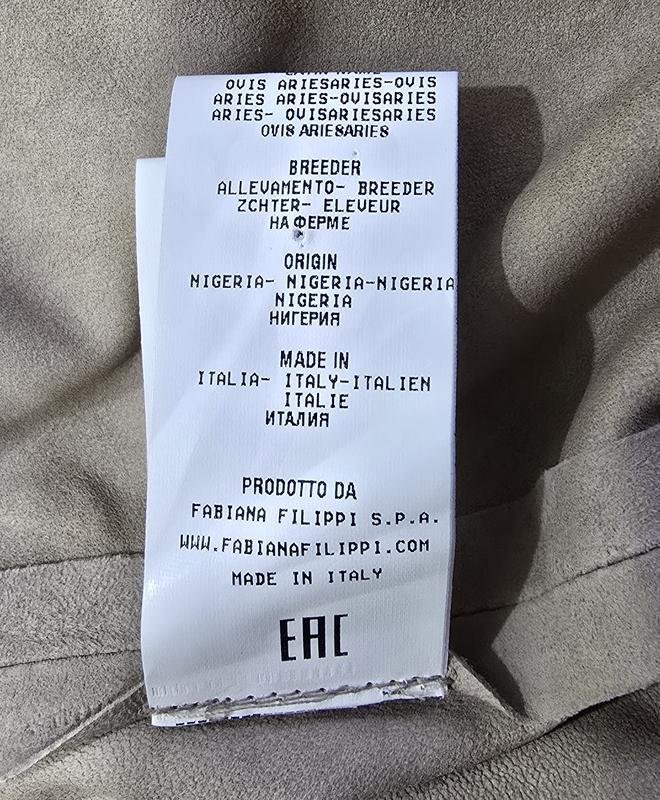 OVIS ARIESARIES-OVIS
ARIES ARIES-OVISARIES
ARIES- OVISARIESARIES
OVIS ARIESARIES
BREEDER
ALLEVAMENTO- BREEDER
ZCHTER- ELEVEUR
НА ФЕРМЕ
ORIGIN
NIGERIA- NIGERIA-NIGERIA
NIGERIA
НИГЕРИЯ
MADE IN
ITALIA- ITALY-ITALIEN
ITALIE
ИТАЛИЯ
PRODOTTO DA
FABIANA FILIPPI S.P.A.
WWW.FABIANAFILIPPI.COM
MADE IN ITALY
EAC